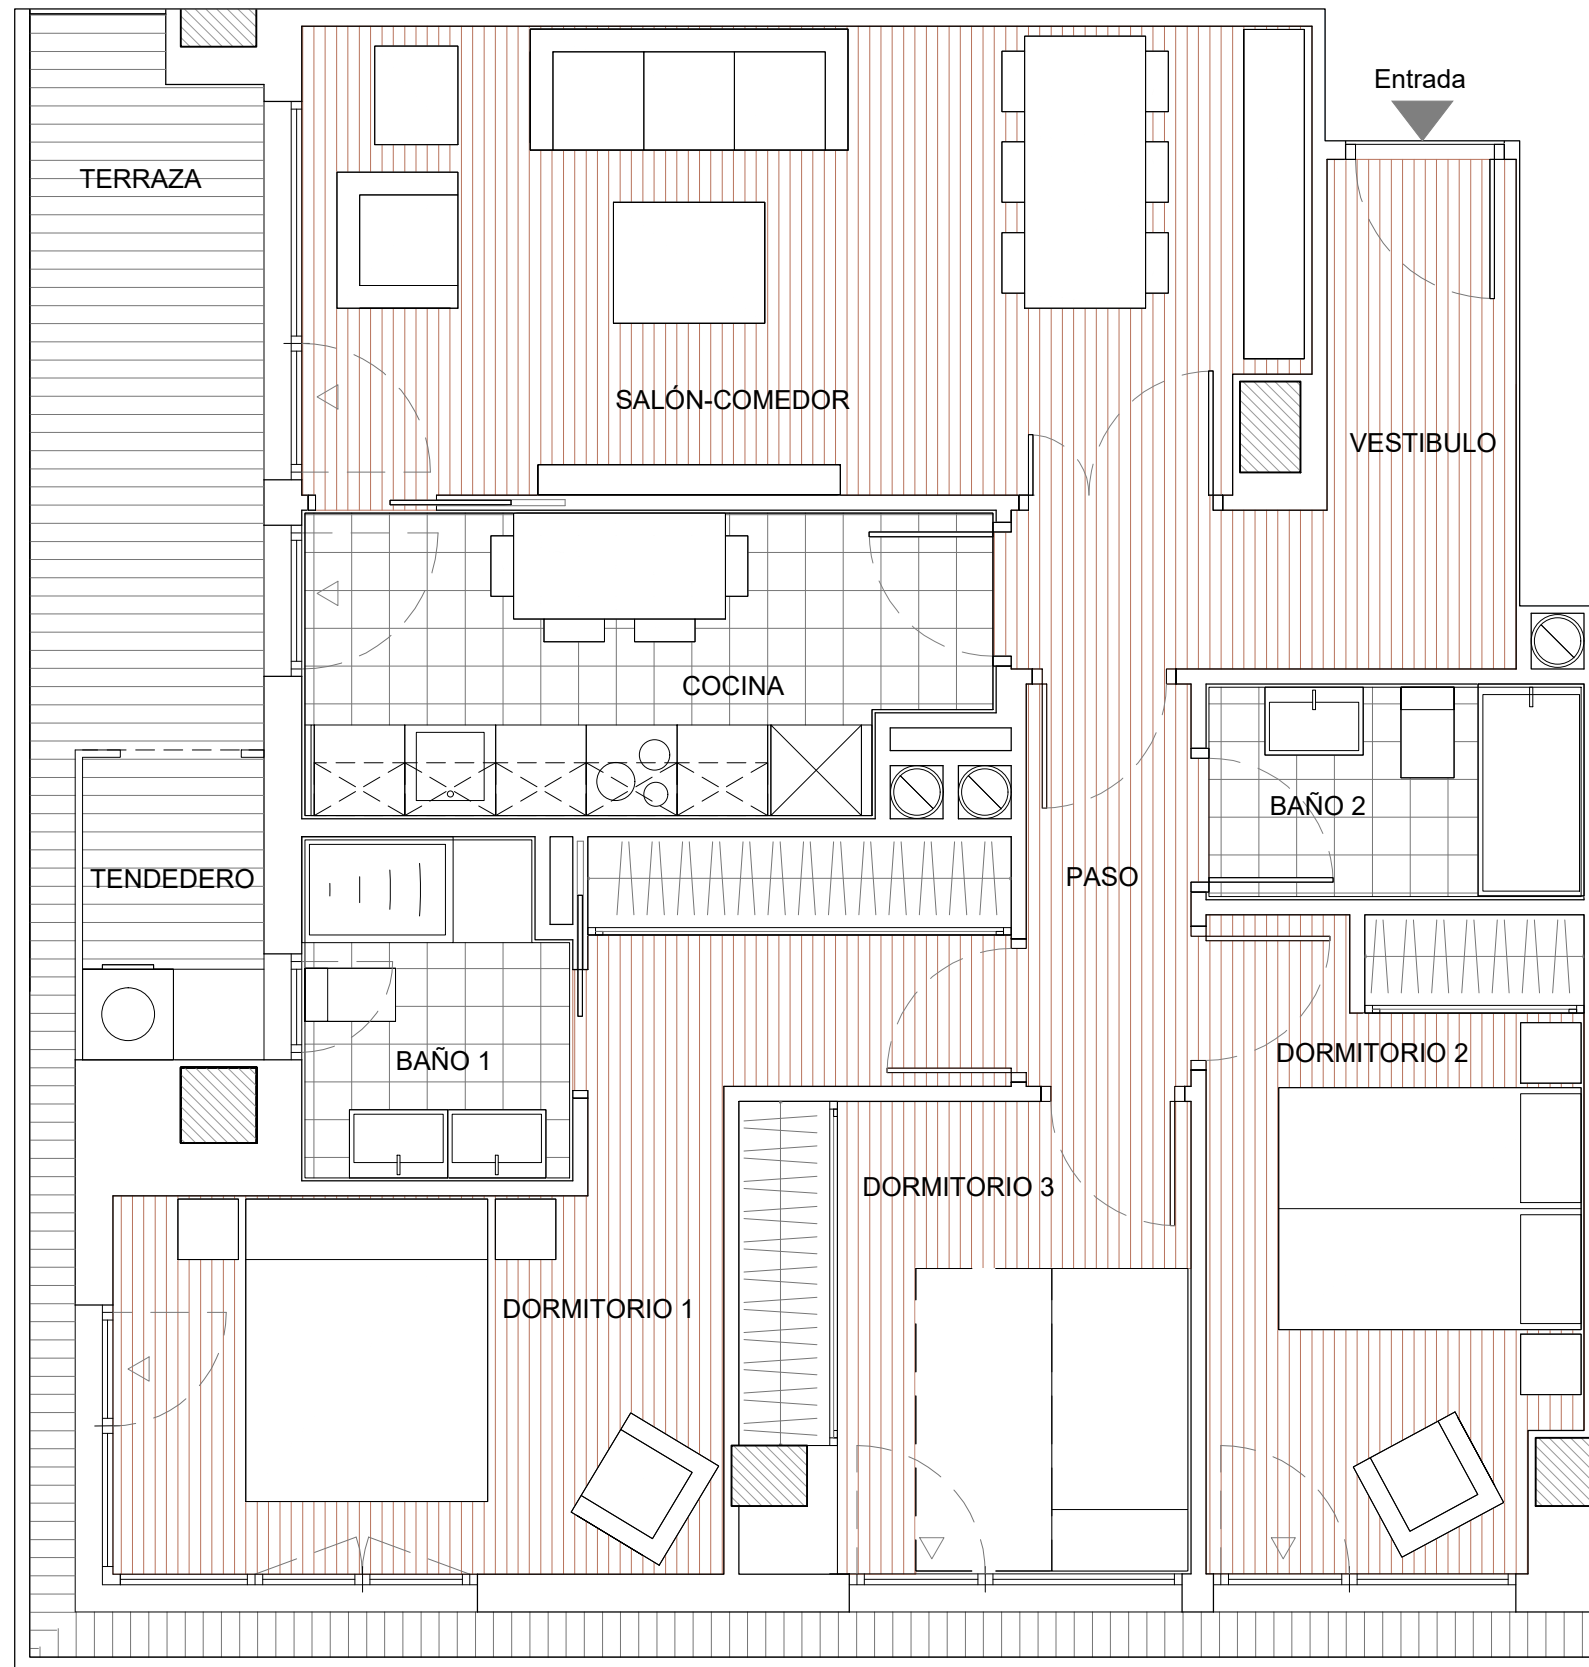 Entrada
TERRAZA
SALÓN-COMEDOR
VESTIBULO
COCINA
BAÑO 2
TENDEDERO
PASO
BAÑO 1
DORMITORIO 2
DORMITORIO 3
DORMITORIO 1